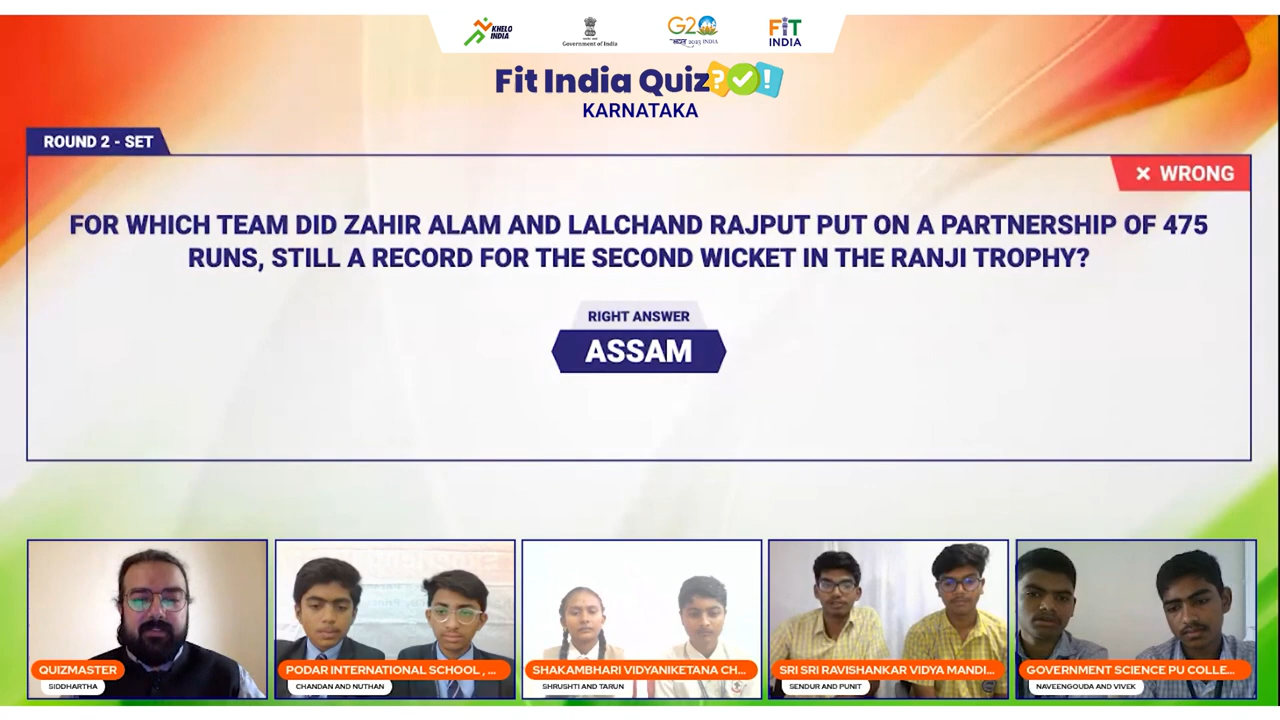 KHELO
INDIA
Government of India
G20
INDIA
FiT
INDIA
Fit India Quiz?!
KARNATAKA
ROUND 2 - SET
× WRONG
FOR WHICH TEAM DID ZAHIR ALAM AND LALCHAND RAJPUT PUT ON A PARTNERSHIP OF 475
RUNS, STILL A RECORD FOR THE SECOND WICKET IN THE RANJI TROPHY?
RIGHT ANSWER
ASSAM
QUIZMASTER
SIDDHARTHA
PODAR INTERNATIONAL SCHOOL , ...
CHANDAN AND NUTHAN
SHAKAMBHARI VIDYANIKETANA CH...
SHRUSHTI AND TARUN
SRI SRI RAVISHANKAR VIDYA MANDI...
SENDUR AND PUNIT
GOVERNMENT SCIENCE PU COLLE...
NAVEENGOUDA AND VIVEK